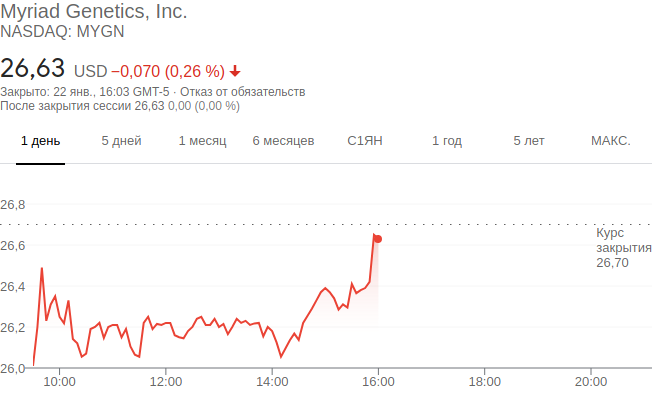 Myriad Genetics, Inc.
NASDAQ: MYGN
26,63 USD −0,070 (0,26 %)
Закрыто: 22 янв., 16:03 GMT-5 · Отказ от обязательств
После закрытия сессии 26,63 0,00 (0,00 %)
1 день 5 дней 1 месяц 6 месяцев С1ЯН 1 год 5 лет МАКС.
26,8
Курс
закрытия
26,70
26,6
26,4
26,2
26,0
10:00 12:00 14:00 16:00 18:00 20:00